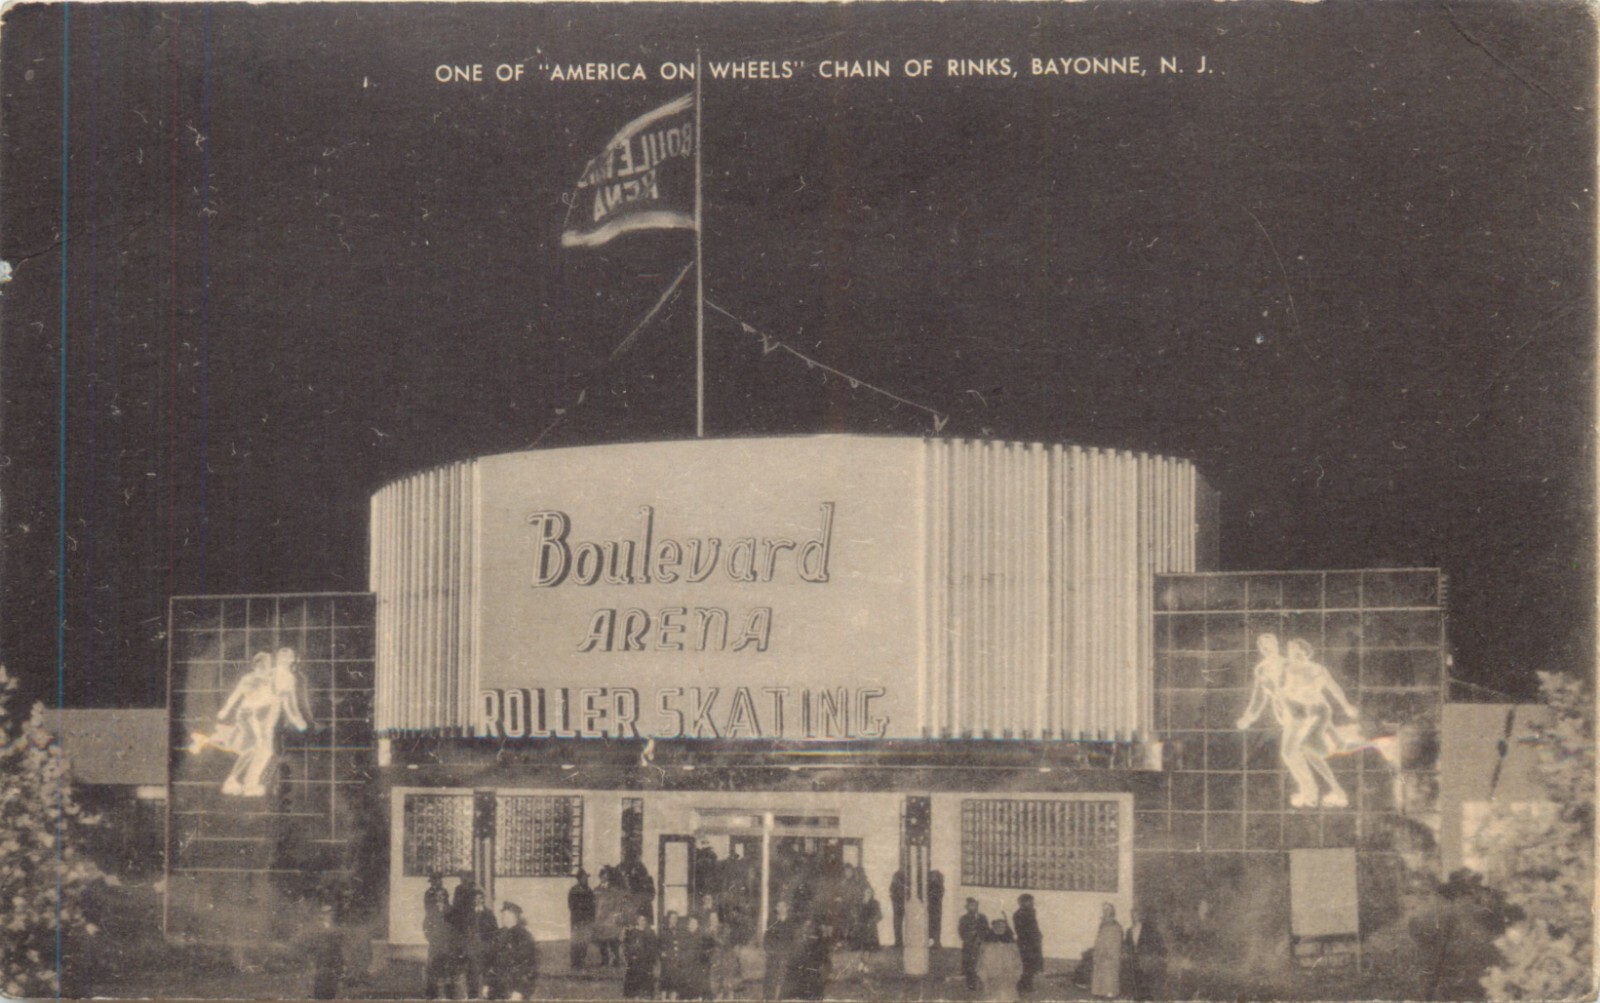 ONE OF "AMERICA ON WHEELS" CHAIN OF RINKS, BAYONNE, N. J.
Boulevard
ARENA
ROLLER SKATING